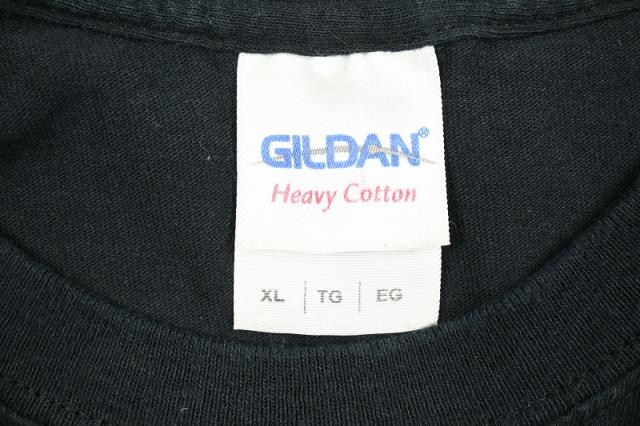 GILDAN®
Heavy Cotton
XL | TG | EG